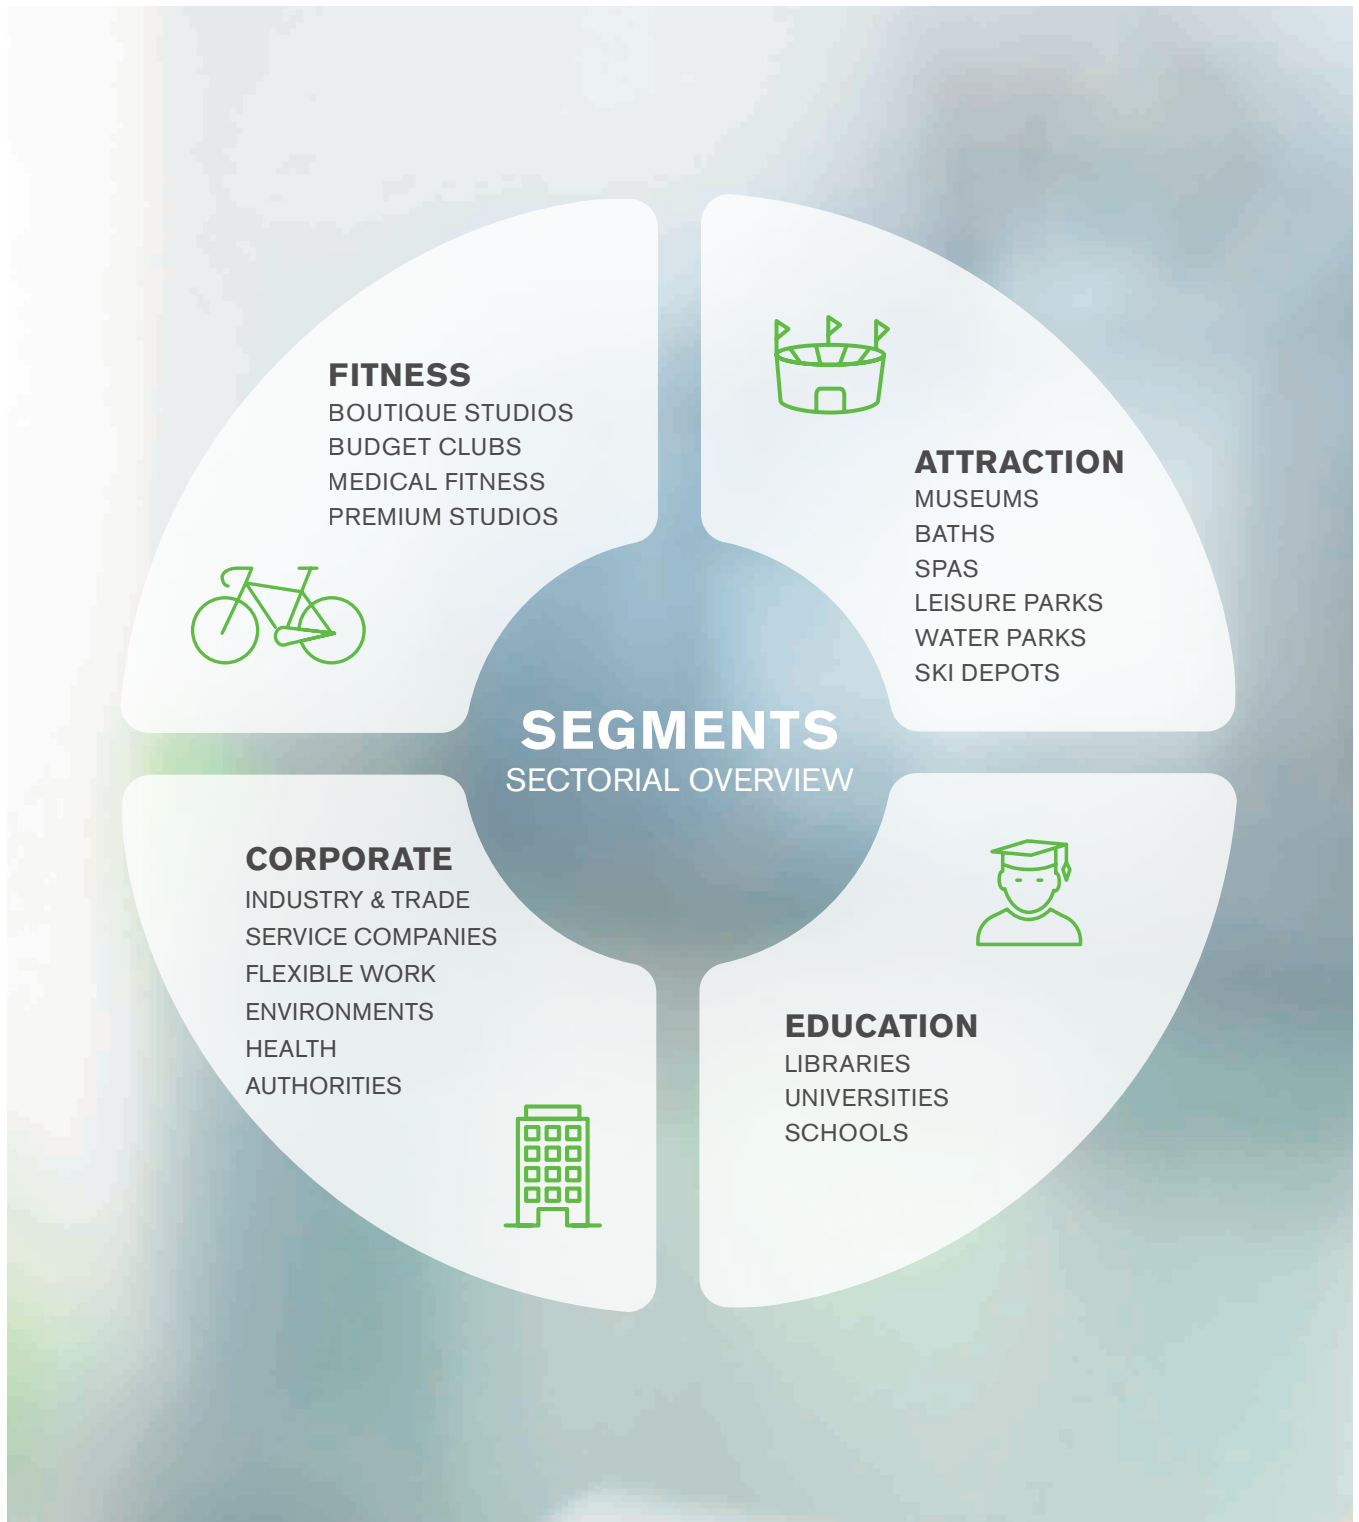 FITNESS
BOUTIQUE STUDIOS
BUDGET CLUBS
MEDICAL FITNESS
PREMIUM STUDIOS
ATTRACTION
MUSEUMS
BATHS
SPAS
LEISURE PARKS
WATER PARKS
SKI DEPOTS
SEGMENTS
SECTORIAL OVERVIEW
CORPORATE
INDUSTRY & TRADE
SERVICE COMPANIES
FLEXIBLE WORK
ENVIRONMENTS
HEALTH
AUTHORITIES
EDUCATION
LIBRARIES
UNIVERSITIES
SCHOOLS